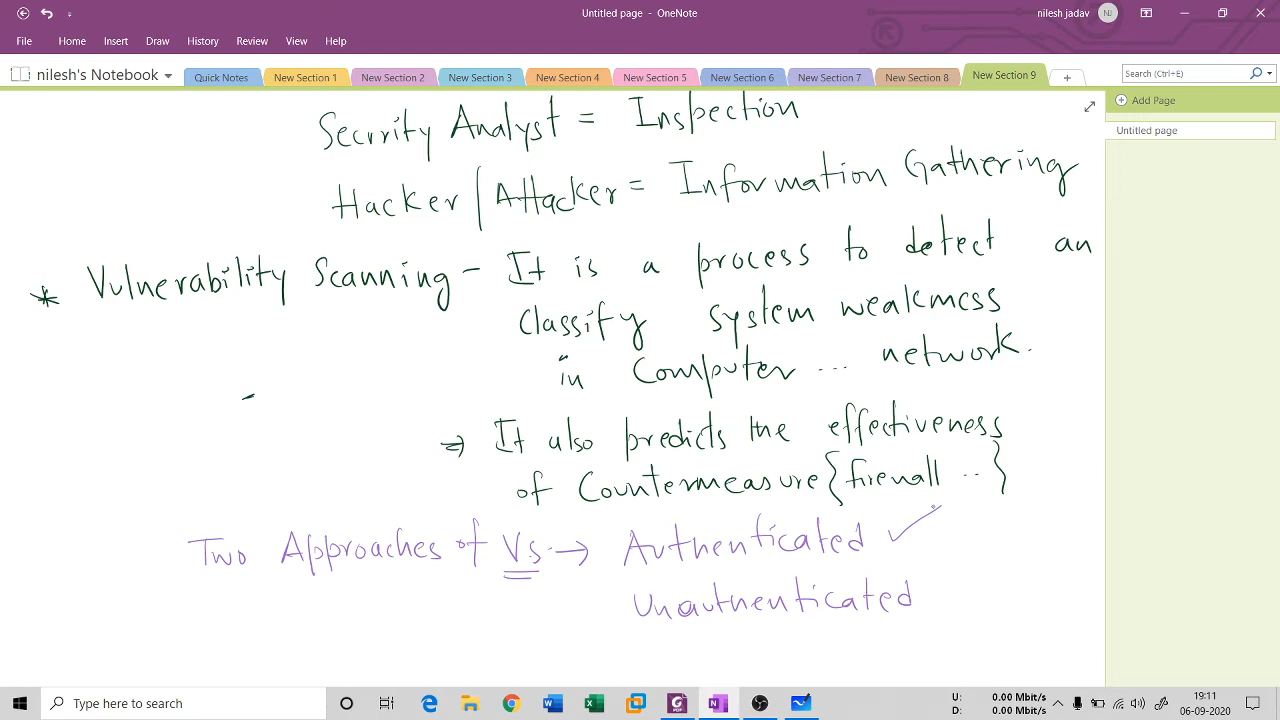 Untitled page - OneNote
nilesh jadav NJ
File Home Insert Draw History Review View Help
nilesh's Notebook Quick Notes New Section 1 New Section 2 New Section 3 New Section 4 New Section 5 New Section 6 New Section 7 New Section 8 New Section 9 + Search (Ctrl+E)
Add Page
Untitled page
Security Analyst = Inspection
Hacker / Attacker = Information Gathering
* Vulnerability Scanning - It is a process to detect an
classify system weakness
in Computer ... network.
⇒ It also predicts the effectiveness
of Countermeasure {firewall ..}
Two Approaches of V.S. → Authenticated ✓
Unauthenticated
Type here to search
U: 0.00 Mbit/s
D: 0.00 Mbit/s
19:11
06-09-2020